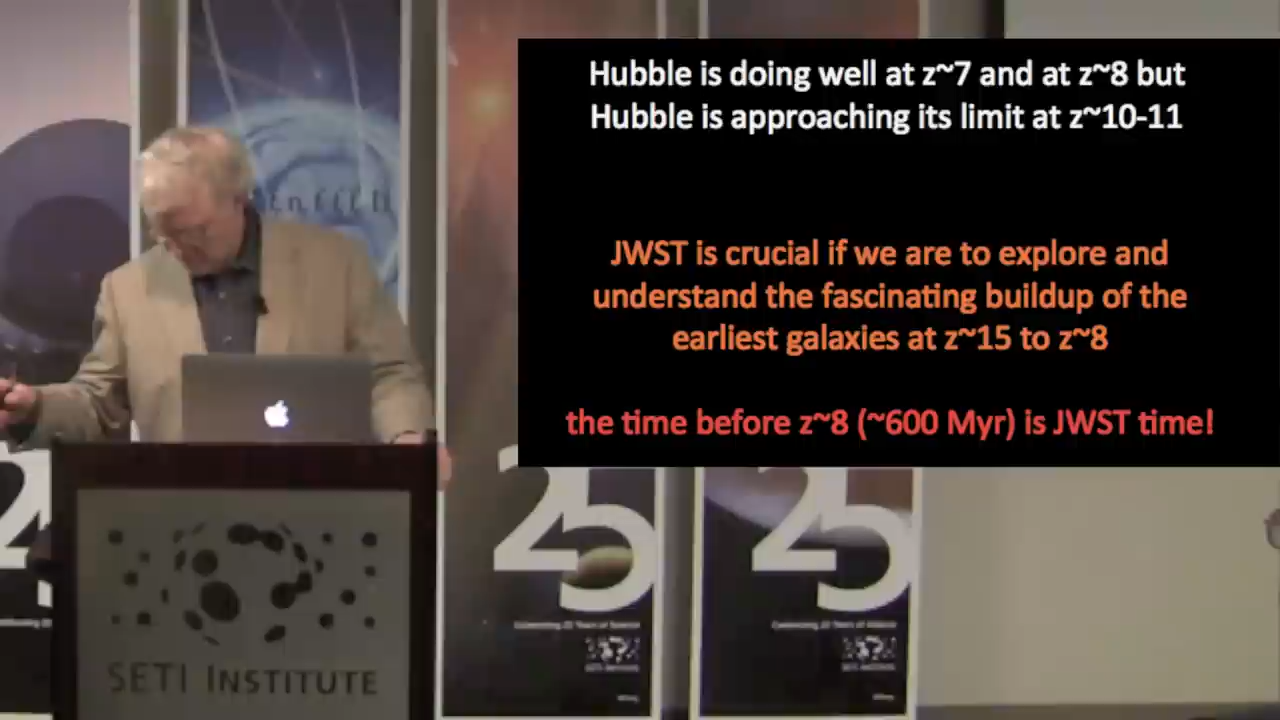 Hubble is doing well at z~7 and at z~8 but
Hubble is approaching its limit at z~10-11
JWST is crucial if we are to explore and
understand the fascinating buildup of the
earliest galaxies at z~15 to z~8
the time before z~8 (~600 Myr) is JWST time!
25
25
SETI INSTITUTE